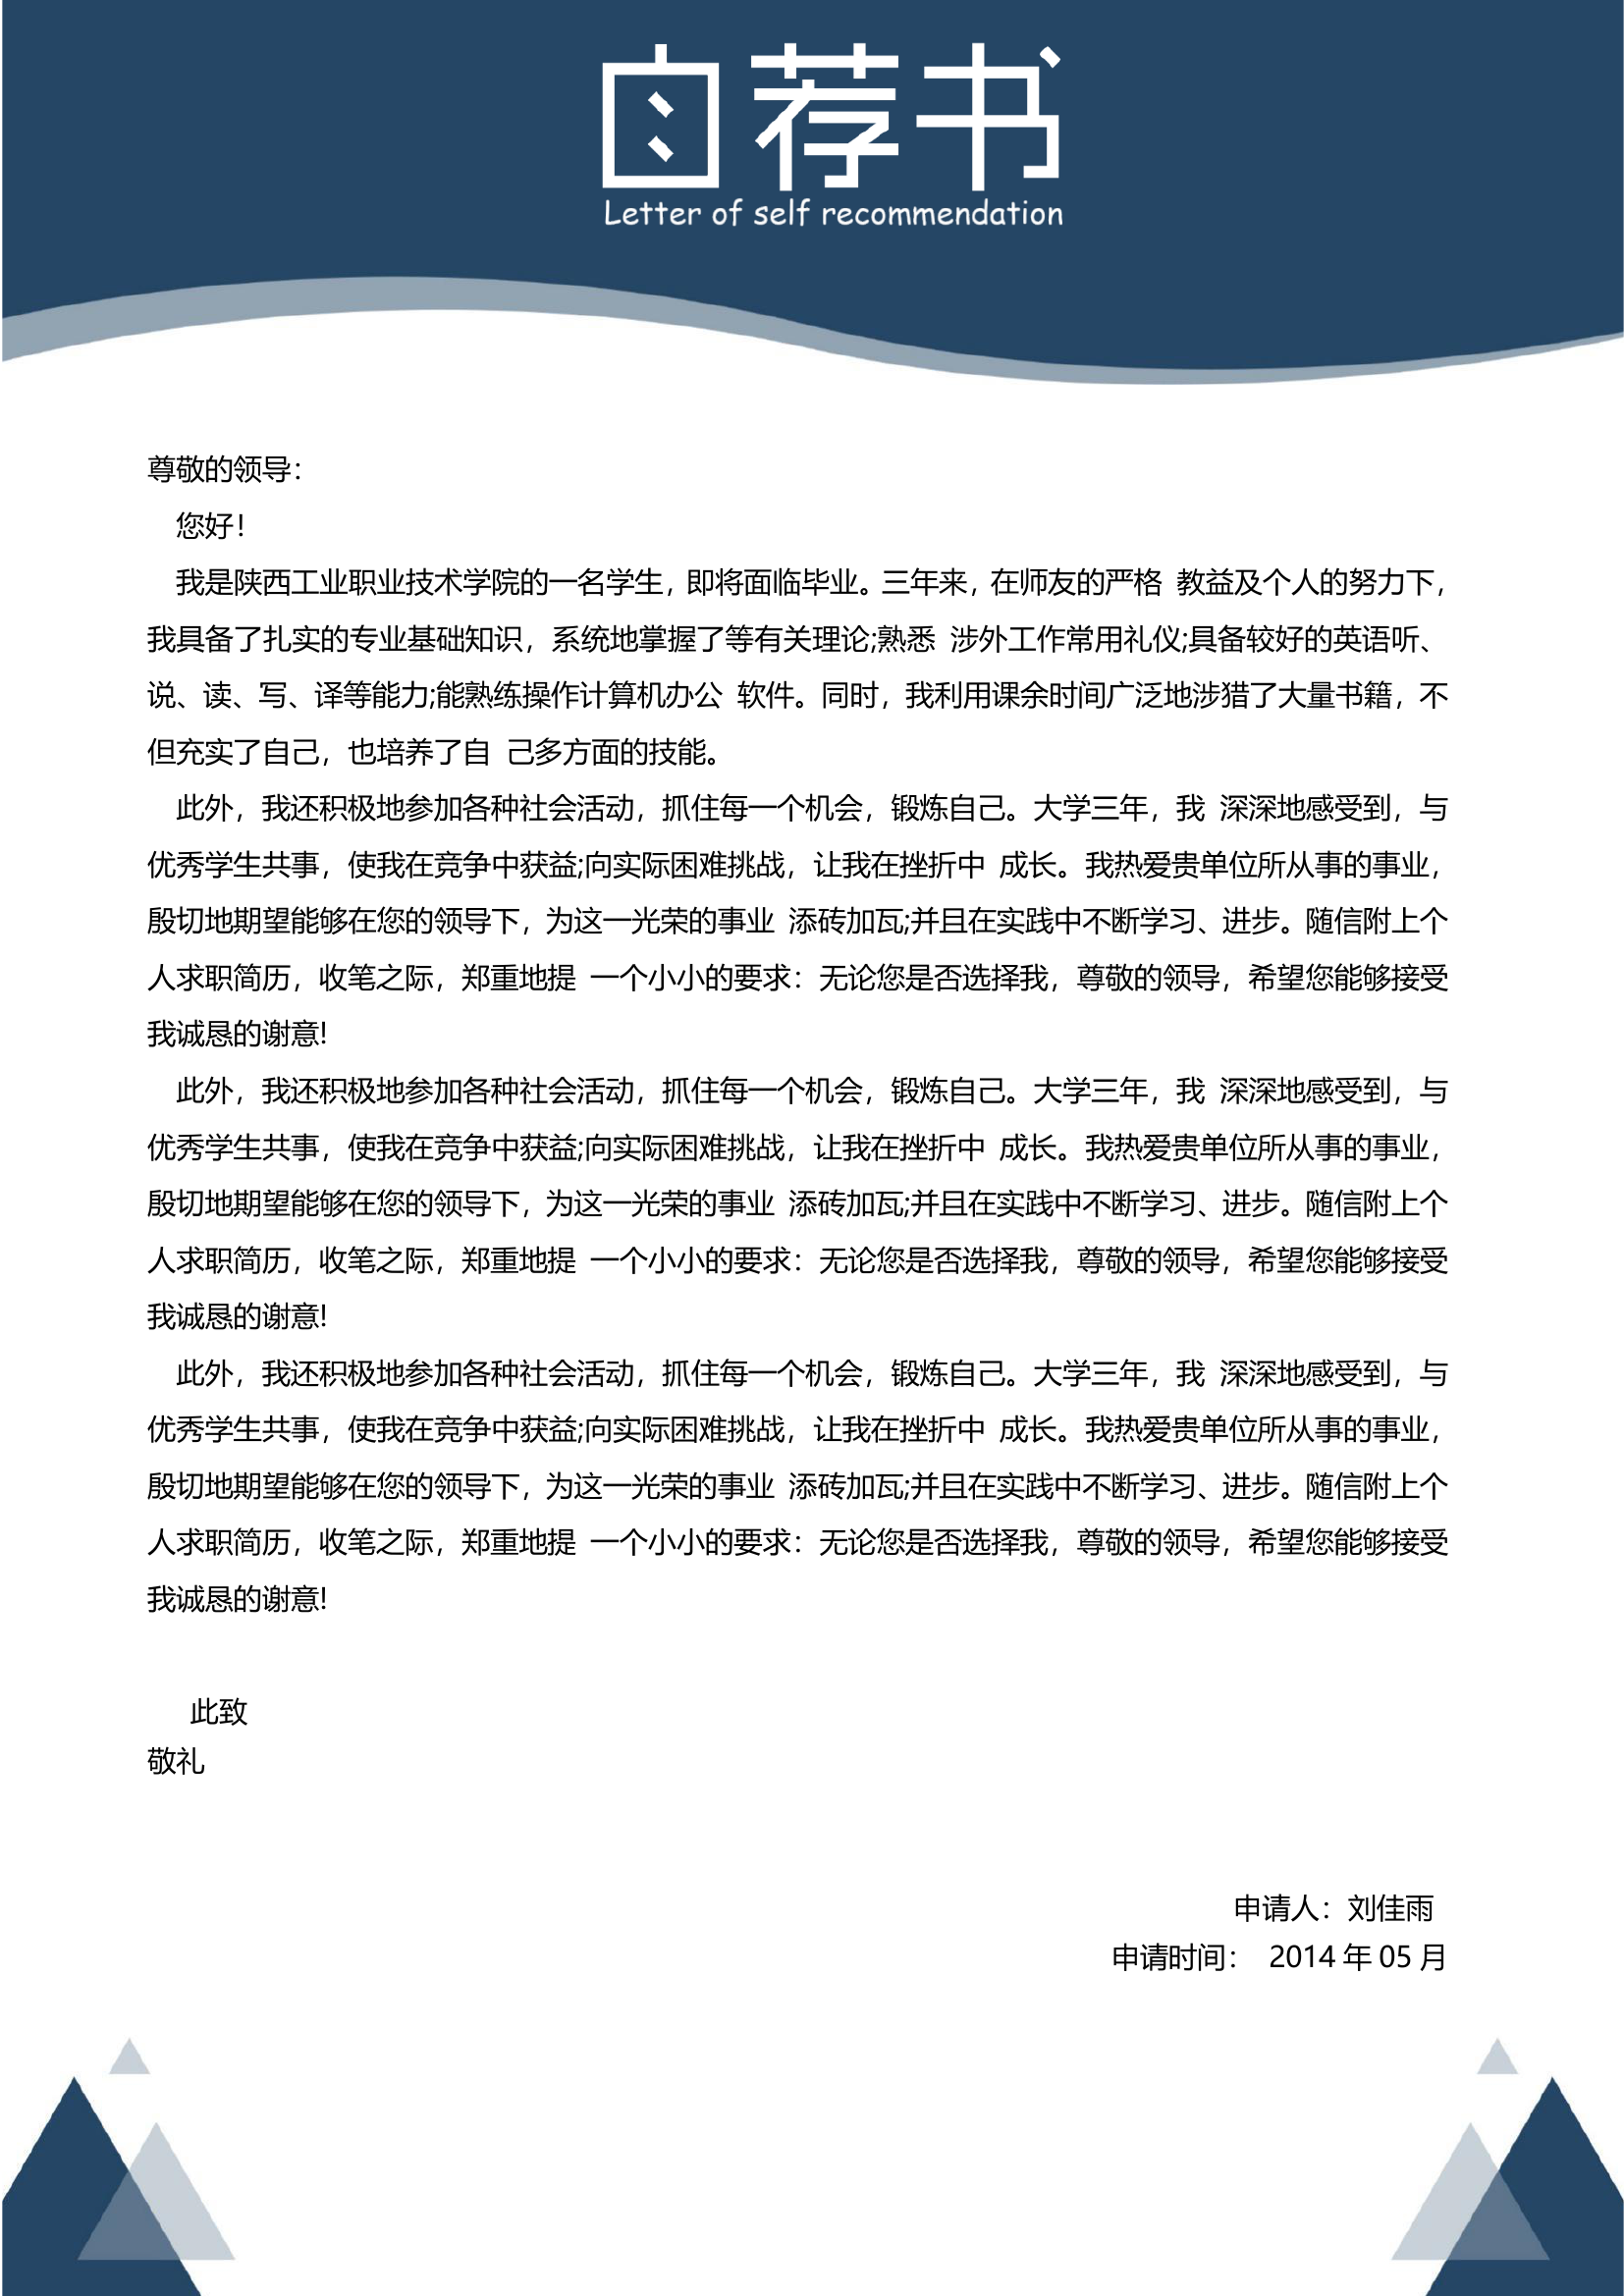 自荐书
Letter of self recommendation
尊敬的领导：
您好！
我是陕西工业职业技术学院的一名学生，即将面临毕业。三年来，在师友的严格 教益及个人的努力下，
我具备了扎实的专业基础知识，系统地掌握了等有关理论;熟悉 涉外工作常用礼仪;具备较好的英语听、
说、读、写、译等能力;能熟练操作计算机办公 软件。同时，我利用课余时间广泛地涉猎了大量书籍，不
但充实了自己，也培养了自 己多方面的技能。
此外，我还积极地参加各种社会活动，抓住每一个机会，锻炼自己。大学三年，我 深深地感受到，与
优秀学生共事，使我在竞争中获益;向实际困难挑战，让我在挫折中 成长。我热爱贵单位所从事的事业，
殷切地期望能够在您的领导下，为这一光荣的事业 添砖加瓦;并且在实践中不断学习、进步。随信附上个
人求职简历，收笔之际，郑重地提 一个小小的要求：无论您是否选择我，尊敬的领导，希望您能够接受
我诚恳的谢意!
此外，我还积极地参加各种社会活动，抓住每一个机会，锻炼自己。大学三年，我 深深地感受到，与
优秀学生共事，使我在竞争中获益;向实际困难挑战，让我在挫折中 成长。我热爱贵单位所从事的事业，
殷切地期望能够在您的领导下，为这一光荣的事业 添砖加瓦;并且在实践中不断学习、进步。随信附上个
人求职简历，收笔之际，郑重地提 一个小小的要求：无论您是否选择我，尊敬的领导，希望您能够接受
我诚恳的谢意!
此外，我还积极地参加各种社会活动，抓住每一个机会，锻炼自己。大学三年，我 深深地感受到，与
优秀学生共事，使我在竞争中获益;向实际困难挑战，让我在挫折中 成长。我热爱贵单位所从事的事业，
殷切地期望能够在您的领导下，为这一光荣的事业 添砖加瓦;并且在实践中不断学习、进步。随信附上个
人求职简历，收笔之际，郑重地提 一个小小的要求：无论您是否选择我，尊敬的领导，希望您能够接受
我诚恳的谢意!
此致
敬礼
申请人：刘佳雨
申请时间： 2014 年 05 月